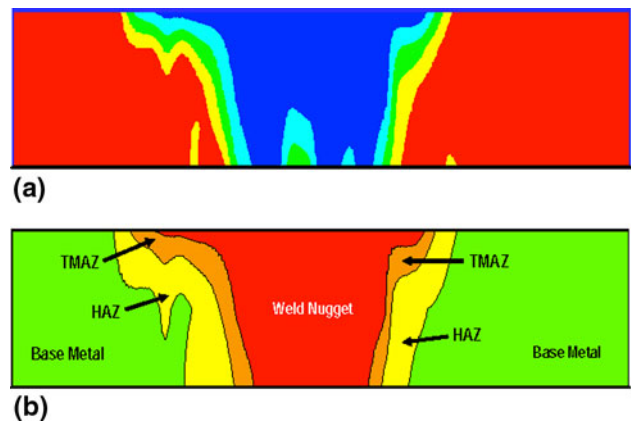 (a)
TMAZ
TMAZ
HAZ
Weld Nugget
HAZ
Base Metal
Base Metal
(b)